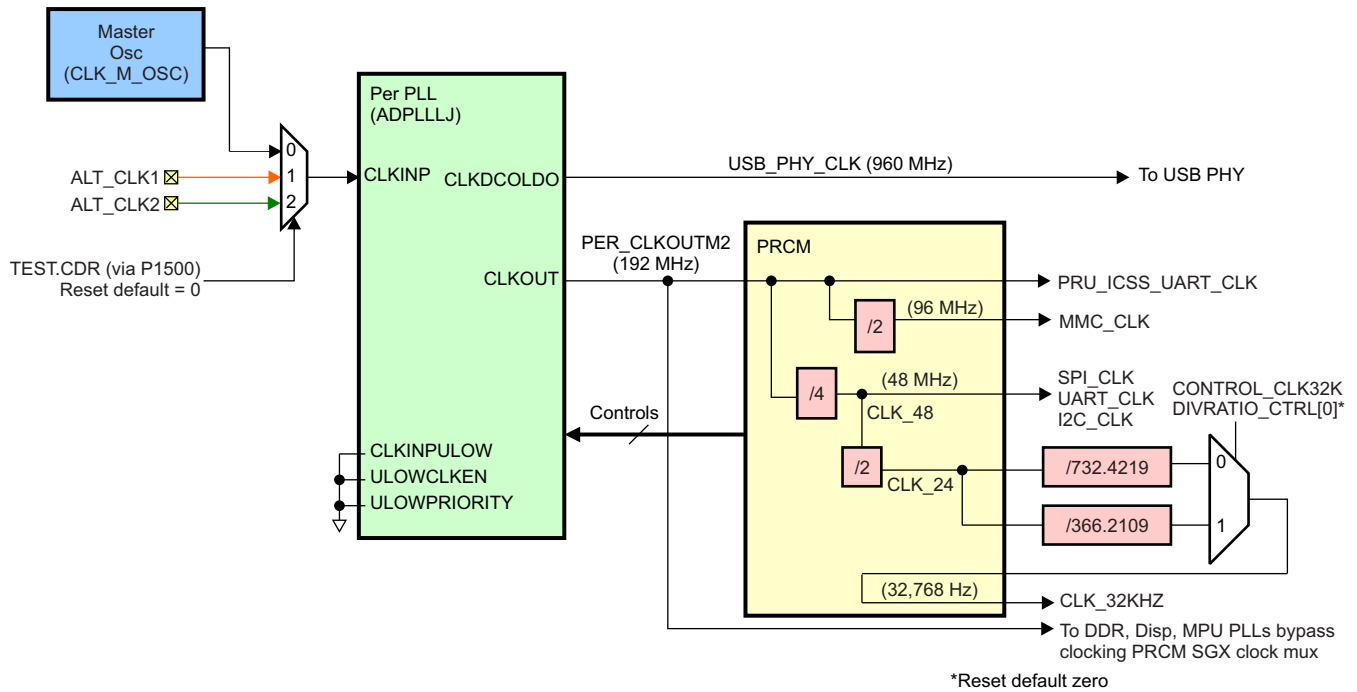 Master
Osc
(CLK_M_OSC)
ALT_CLK1
ALT_CLK2
0
1
2
TEST.CDR (via P1500)
Reset default = 0
Per PLL
(ADPLLLJ)
CLKINP
CLKDCOLDO
CLKOUT
CLKINPULOW
ULOWCLKEN
ULOWPRIORITY
USB_PHY_CLK (960 MHz)
To USB PHY
PER_CLKOUTM2
(192 MHz)
Controls
PRCM
PRU_ICSS_UART_CLK
/2
(96 MHz)
MMC_CLK
/4
(48 MHz)
CLK_48
SPI_CLK
UART_CLK
I2C_CLK
/2
CLK_24
CONTROL_CLK32K
DIVRATIO_CTRL[0]*
/732.4219
0
/366.2109
1
(32,768 Hz)
CLK_32KHZ
To DDR, Disp, MPU PLLs bypass
clocking PRCM SGX clock mux
*Reset default zero